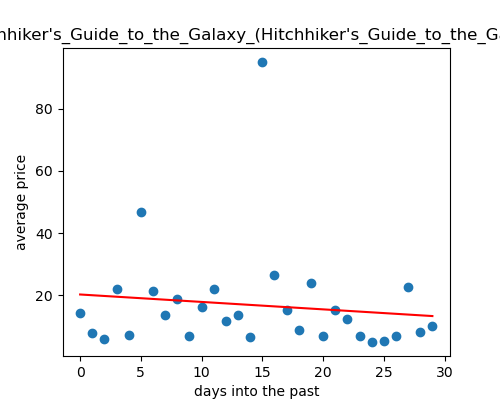 hhiker's_Guide_to_the_Galaxy_(Hitchhiker's_Guide_to_the_Ga
average price
80
60
40
20
0 5 10 15 20 25 30
days into the past